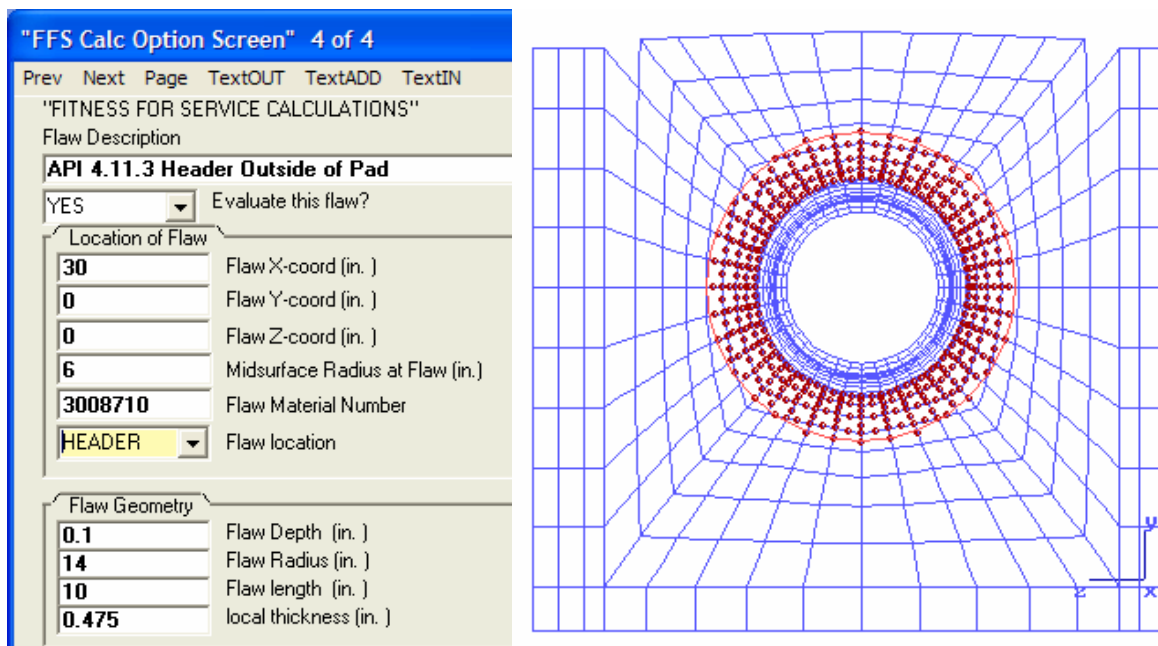 "FFS Calc Option Screen" 4 of 4
Prev Next Page TextOUT TextADD TextIN
"FITNESS FOR SERVICE CALCULATIONS"
Flaw Description
API 4.11.3 Header Outside of Pad
YES Evaluate this flaw?
Location of Flaw
30 Flaw X-coord (in. )
0 Flaw Y-coord (in. )
0 Flaw Z-coord (in. )
6 Midsurface Radius at Flaw (in.)
3008710 Flaw Material Number
HEADER Flaw location
Flaw Geometry
0.1 Flaw Depth (in. )
14 Flaw Radius (in. )
10 Flaw length (in. )
0.475 local thickness (in. )
y
z x